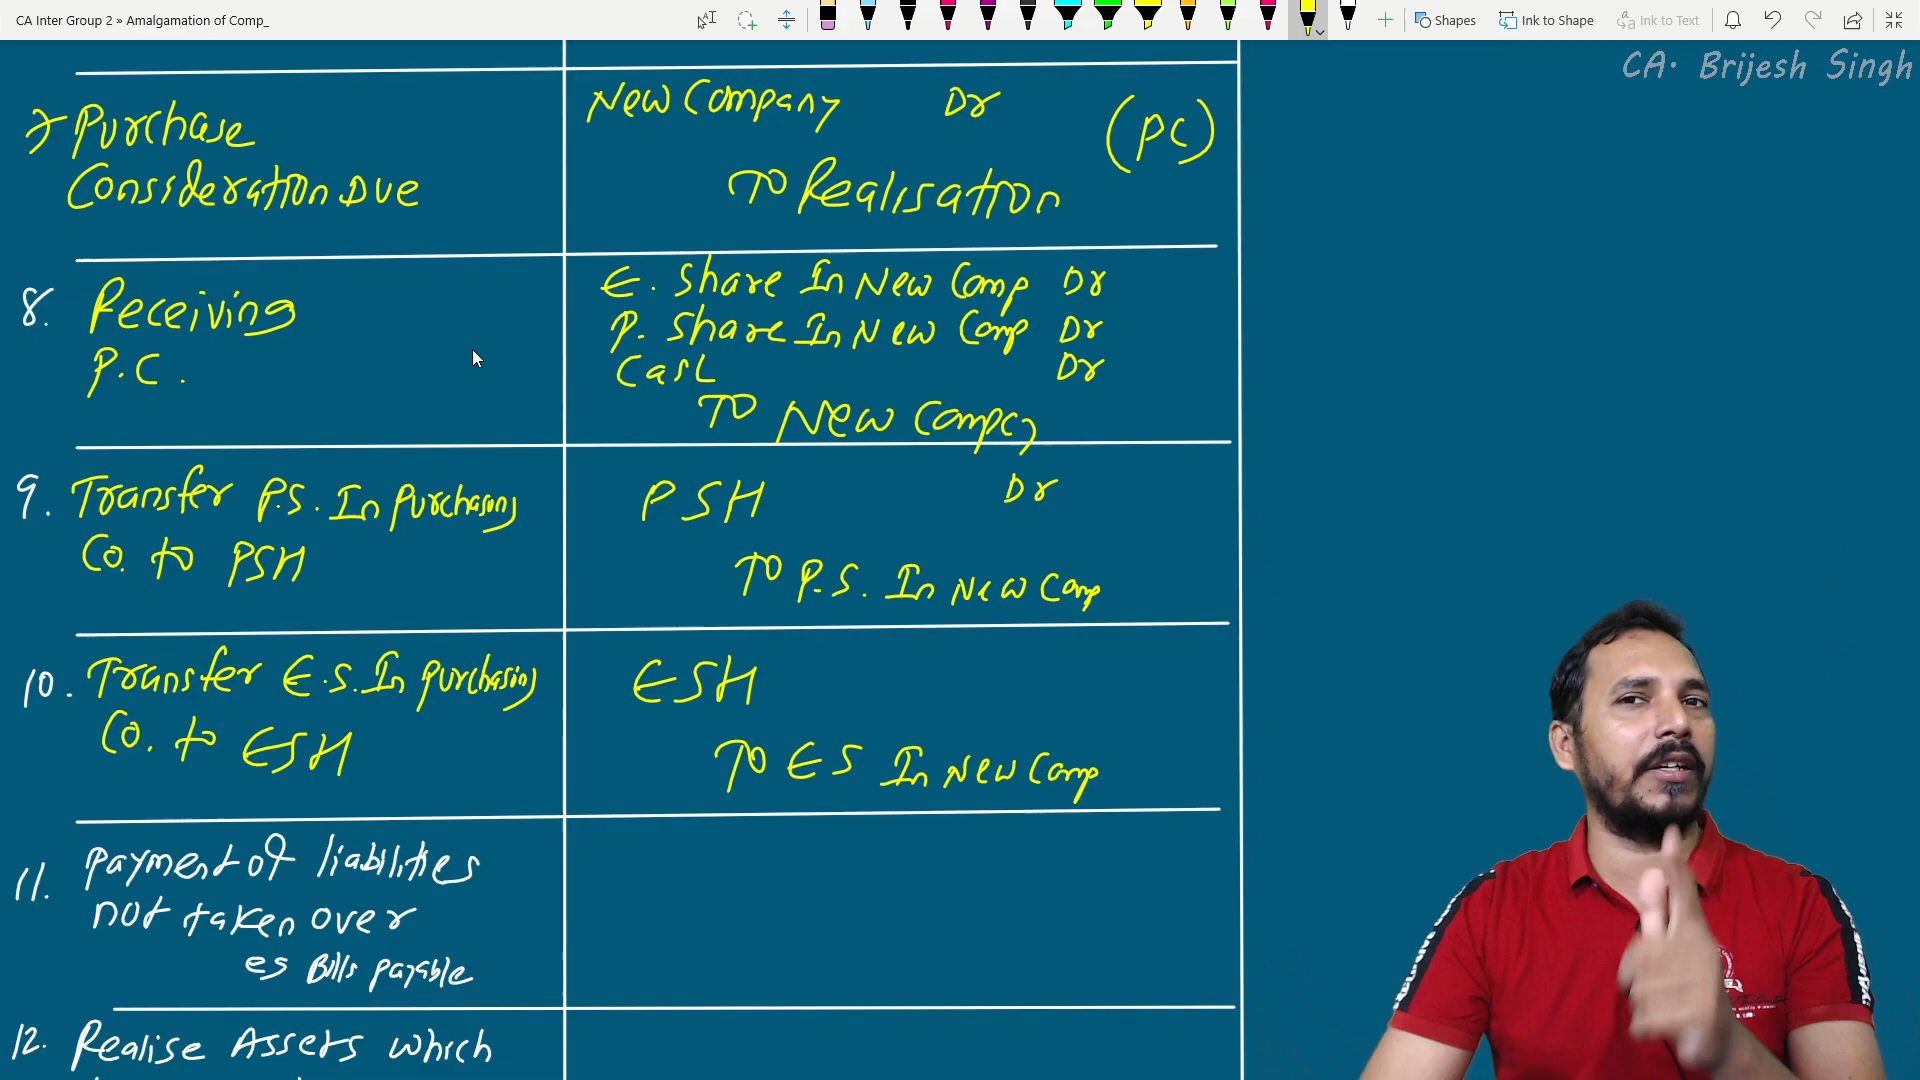 CA Inter Group 2 » Amalgamation of Comp_
Shapes
Ink to Shape
Ink to Text
CA. Brijesh Singh
7 Purchase
Consideration Due
New Company Dr
(PC)
To Realisation
8. Receiving
P.C.
E. Share In New Comp Dr
P. Share In New Comp Dr
Cash Dr
To New Compay
9. Transfer P.S. In purchasing
Co. to PSH
PSH Dr
To P.S. In New Comp
10. Transfer E.S. In purchasing
Co. to ESH
ESH
To ES In New Comp
11. payment of liabilities
not taken over
es Bills payable
12. Realise Assets which